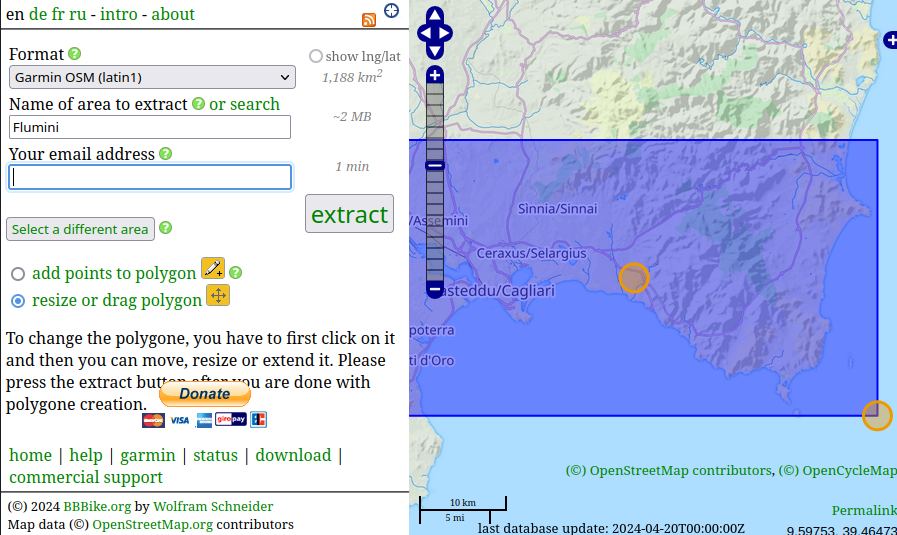 en de fr ru - intro - about
Format
show lng/lat
Garmin OSM (latin1)
1,188 km2
Name of area to extract or search
~2 MB
Flumini
Your email address
1 min
extract
Select a different area
add points to polygon
resize or drag polygon
To change the polygone, you have to first click on it
and then you can move, resize or extend it. Please
press the extract button after you are done with
polygone creation.
Donate
VISA
giropay
home | help | garmin | status | download |
commercial support
(©) 2024 BBBike.org by Wolfram Schneider
Map data (©) OpenStreetMap.org contributors
Sìnnia/Sinnai
/Assemini
Ceraxus/Selargius
asteddu/Cagliari
poterra
ti d'Oro
(©) OpenStreetMap contributors, (©) OpenCycleMap
10 km
5 mi
Permalink
last database update: 2024-04-20T00:00:00Z
9.59753, 39.46473